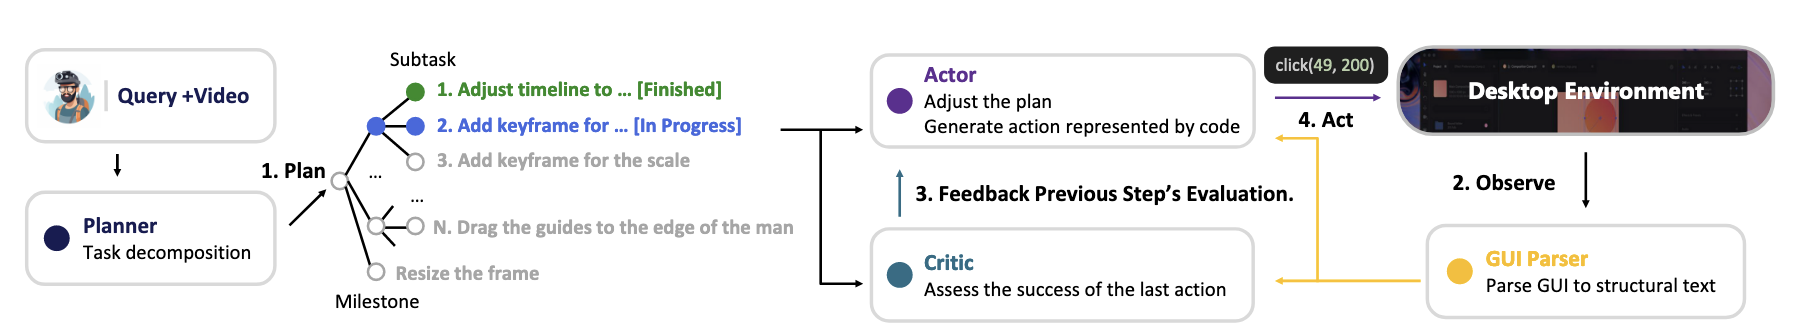 Query +Video
Planner
Task decomposition
1. Plan
Subtask
1. Adjust timeline to ... [Finished]
2. Add keyframe for ... [In Progress]
3. Add keyframe for the scale
...
...
N. Drag the guides to the edge of the man
Resize the frame
Milestone
Actor
Adjust the plan
Generate action represented by code
3. Feedback Previous Step's Evaluation.
Critic
Assess the success of the last action
click(49, 200)
4. Act
Desktop Environment
2. Observe
GUI Parser
Parse GUI to structural text